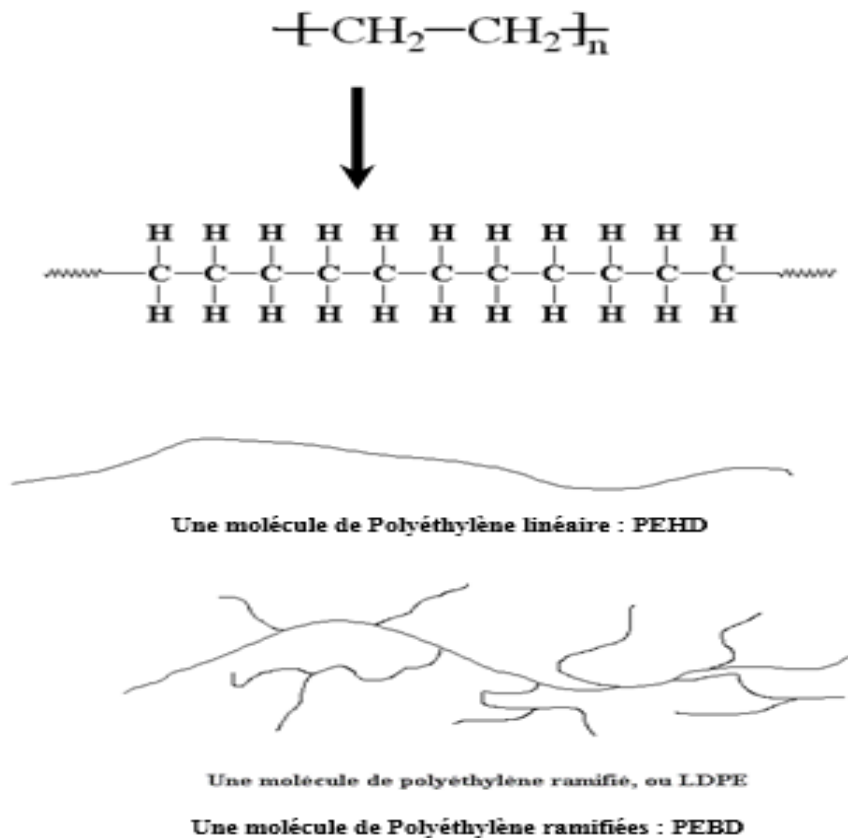 -[-CH2-CH2-]n
H H H H H H H H H H H
C-C-C-C-C-C-C-C-C-C-C
H H H H H H H H H H H
Une molécule de Polyéthylène linéaire : PEHD
Une molécule de polyéthylène ramifié, ou LDPE
Une molécule de Polyéthylène ramifiées : PEBD